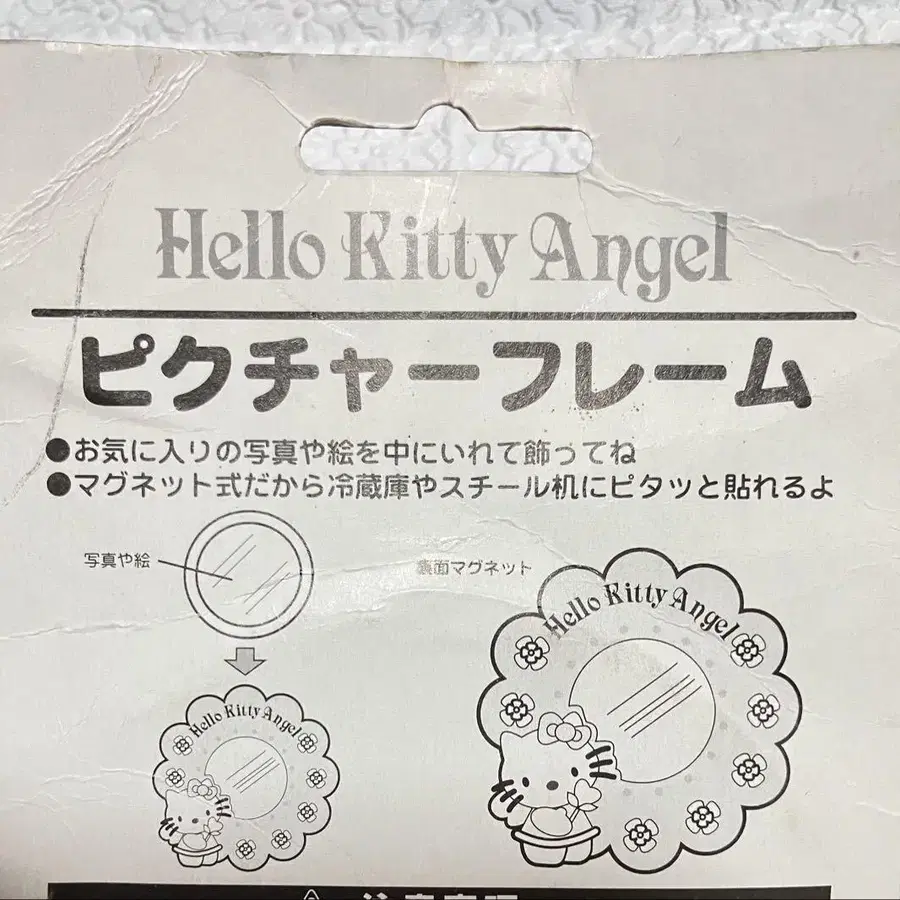 Hello Kitty Angel
ピクチャーフレーム
●お気に入りの写真や絵を中にいれて飾ってね
●マグネット式だから冷蔵庫やスチール机にピタッと貼れるよ
写真や絵
裏面マグネット
Hello Kitty Angel
Hello Kitty Angel